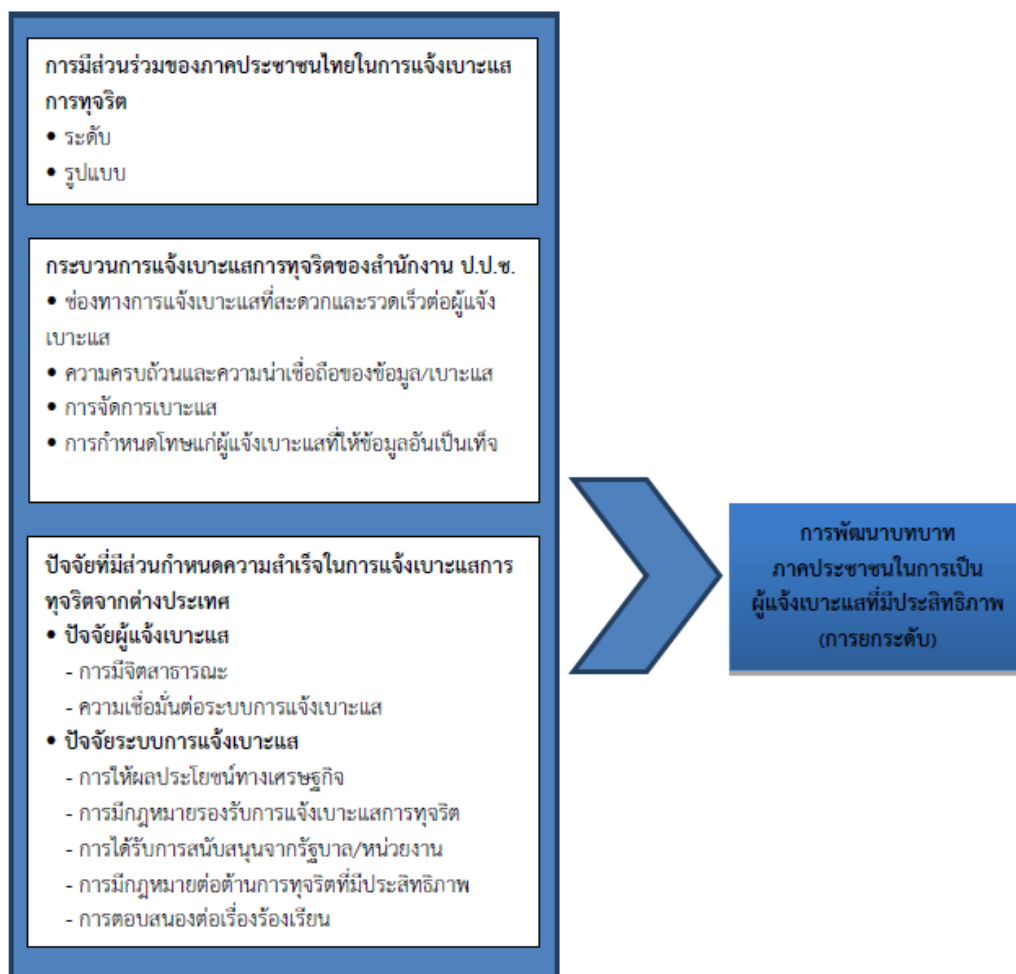 การมีส่วนร่วมของภาคประชาชนไทยในการแจ้งเบาะแส
การทุจริต
• ระดับ
• รูปแบบ
กระบวนการแจ้งเบาะแสการทุจริตของสำนักงาน ป.ป.ช.
• ช่องทางการแจ้งเบาะแสที่สะดวกและรวดเร็วต่อผู้แจ้ง
เบาะแส
• ความครบถ้วนและความน่าเชื่อถือของข้อมูล/เบาะแส
• การจัดการเบาะแส
• การกำหนดโทษแก่ผู้แจ้งเบาะแสที่ให้ข้อมูลอันเป็นเท็จ
ปัจจัยที่มีส่วนกำหนดความสำเร็จในการแจ้งเบาะแสการ
ทุจริตจากต่างประเทศ
• ปัจจัยผู้แจ้งเบาะแส
- การมีจิตสาธารณะ
- ความเชื่อมั่นต่อระบบการแจ้งเบาะแส
• ปัจจัยระบบการแจ้งเบาะแส
- การให้ผลประโยชน์ทางเศรษฐกิจ
- การมีกฎหมายรองรับการแจ้งเบาะแสการทุจริต
- การได้รับการสนับสนุนจากรัฐบาล/หน่วยงาน
- การมีกฎหมายต่อต้านการทุจริตที่มีประสิทธิภาพ
- การตอบสนองต่อเรื่องร้องเรียน
การพัฒนาบทบาท
ภาคประชาชนในการเป็น
ผู้แจ้งเบาะแสที่มีประสิทธิภาพ
(การยกระดับ)